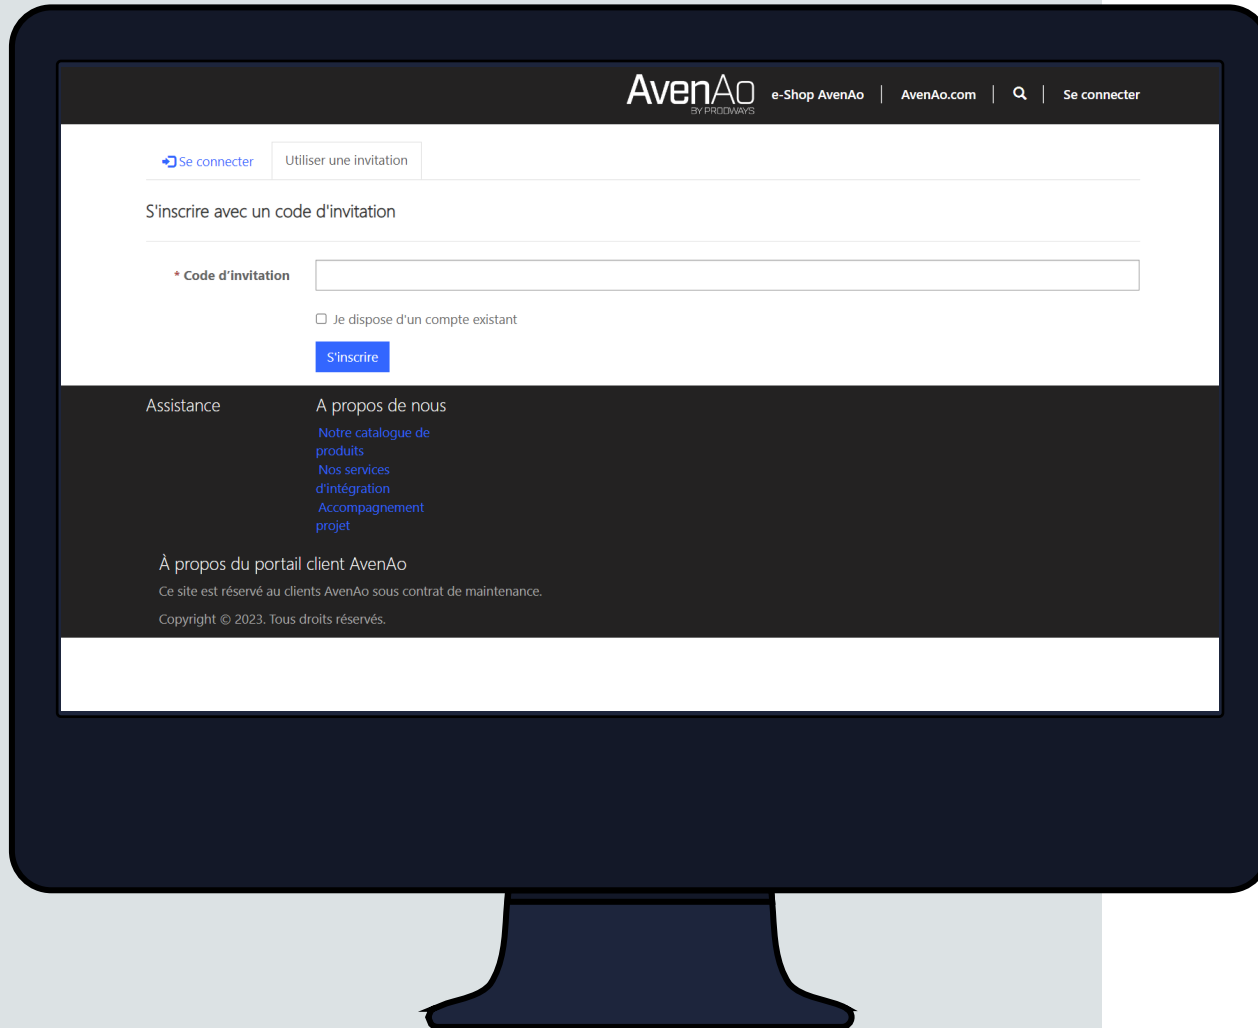 AvenAo
BY PRODWAYS
e-Shop AvenAo
AvenAo.com
Se connecter
Se connecter
Utiliser une invitation
S'inscrire avec un code d'invitation
* Code d’invitation
Je dispose d'un compte existant
S'inscrire
Assistance
A propos de nous
Notre catalogue de
produits
Nos services
d'intégration
Accompagnement
projet
À propos du portail client AvenAo
Ce site est réservé au clients AvenAo sous contrat de maintenance.
Copyright © 2023. Tous droits réservés.